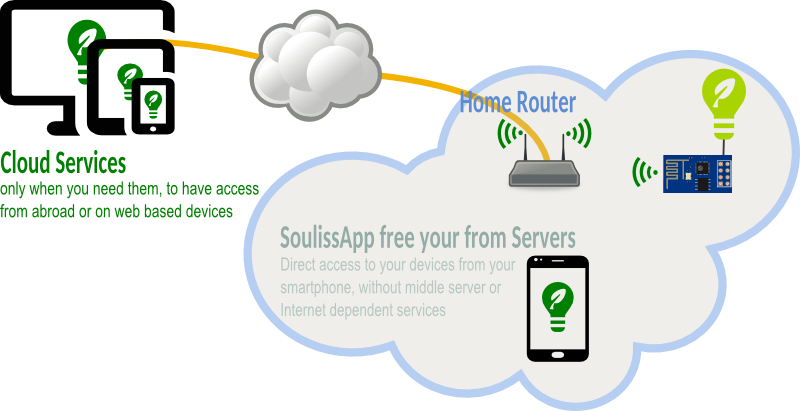 Home Router
Cloud Services
only when you need them, to have access
from abroad or on web based devices
SoulissApp free your from Servers
Direct access to your devices from your
smartphone, without middle server or
Internet dependent services